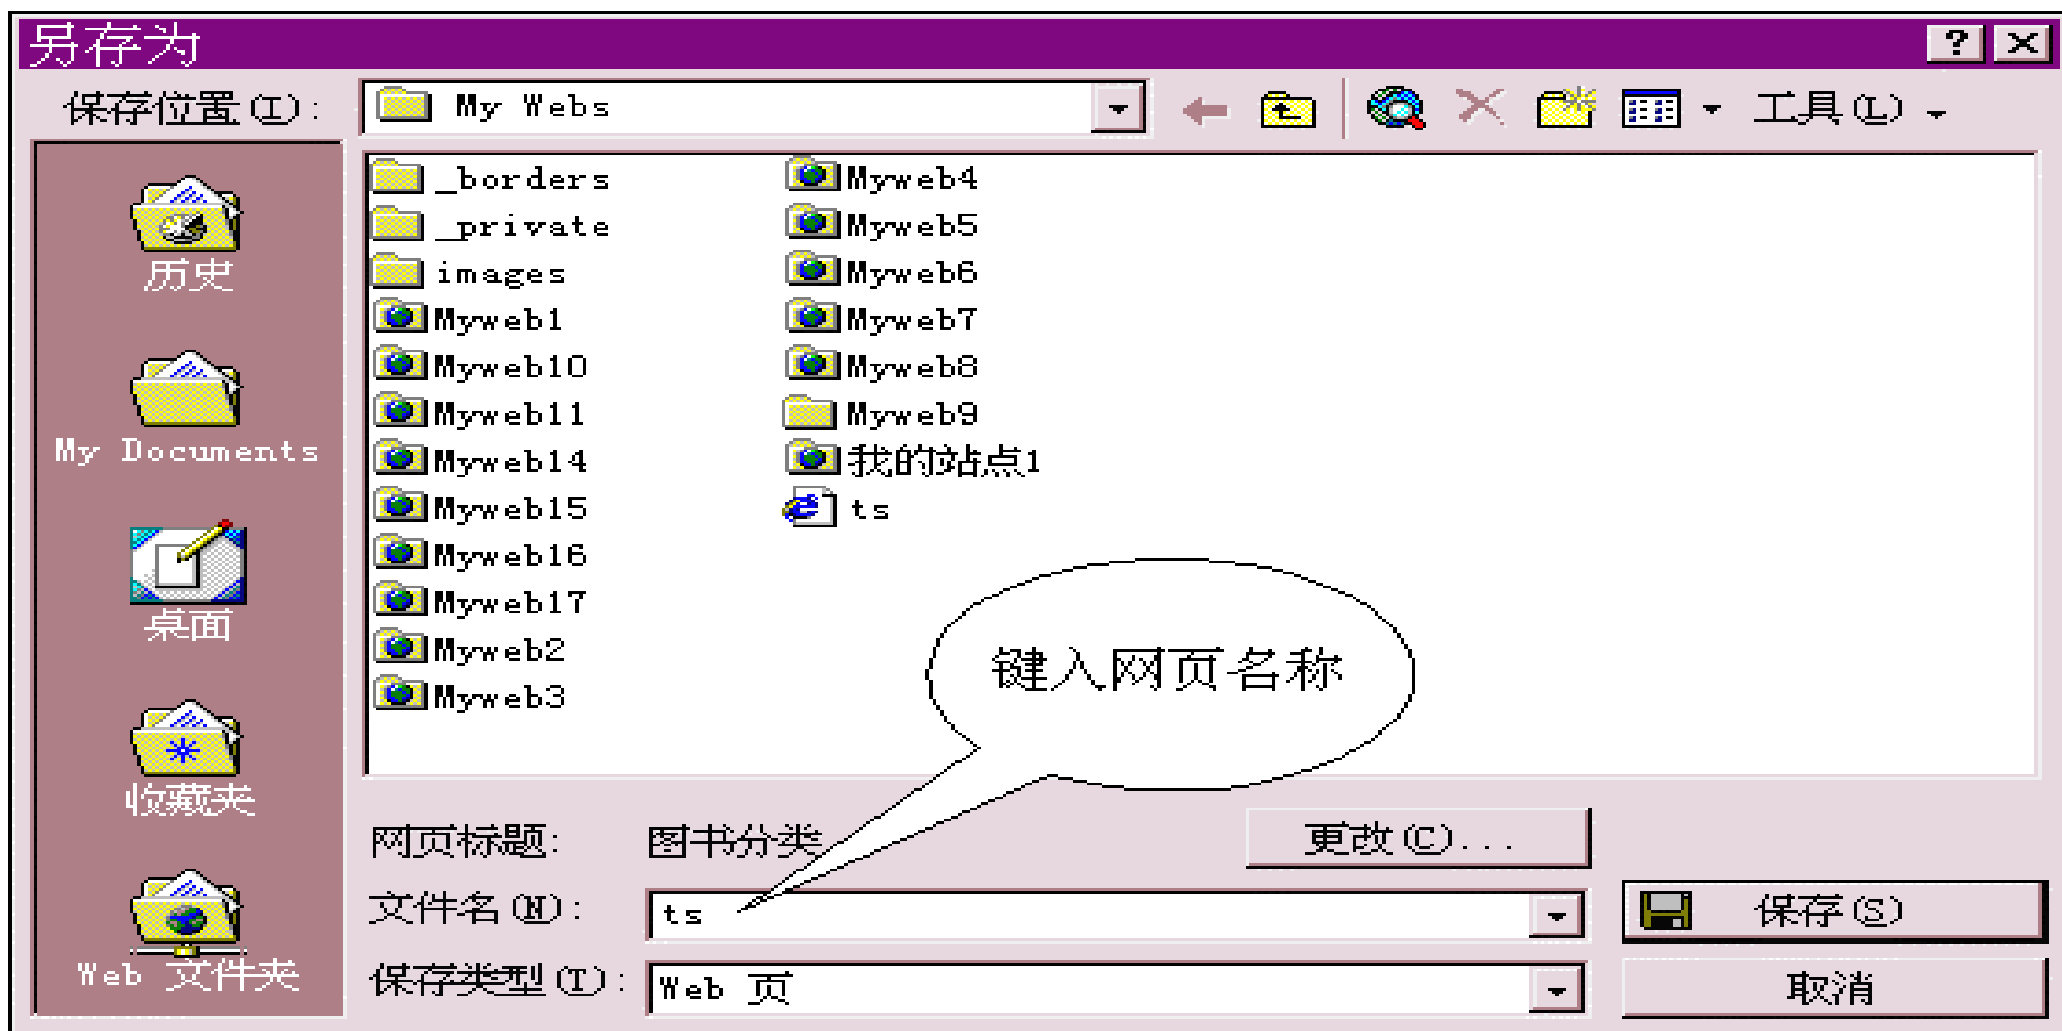 另存为
保存位置(I): My Webs 工具(L)
历史
My Documents
桌面
收藏夹
Web 文件夹
_borders
_private
images
Myweb1
Myweb10
Myweb11
Myweb14
Myweb15
Myweb16
Myweb17
Myweb2
Myweb3
Myweb4
Myweb5
Myweb6
Myweb7
Myweb8
Myweb9
我的站点1
ts
键入网页名称
网页标题: 图书分类 更改(C)...
文件名(N): ts 保存(S)
保存类型(T): Web 页 取消